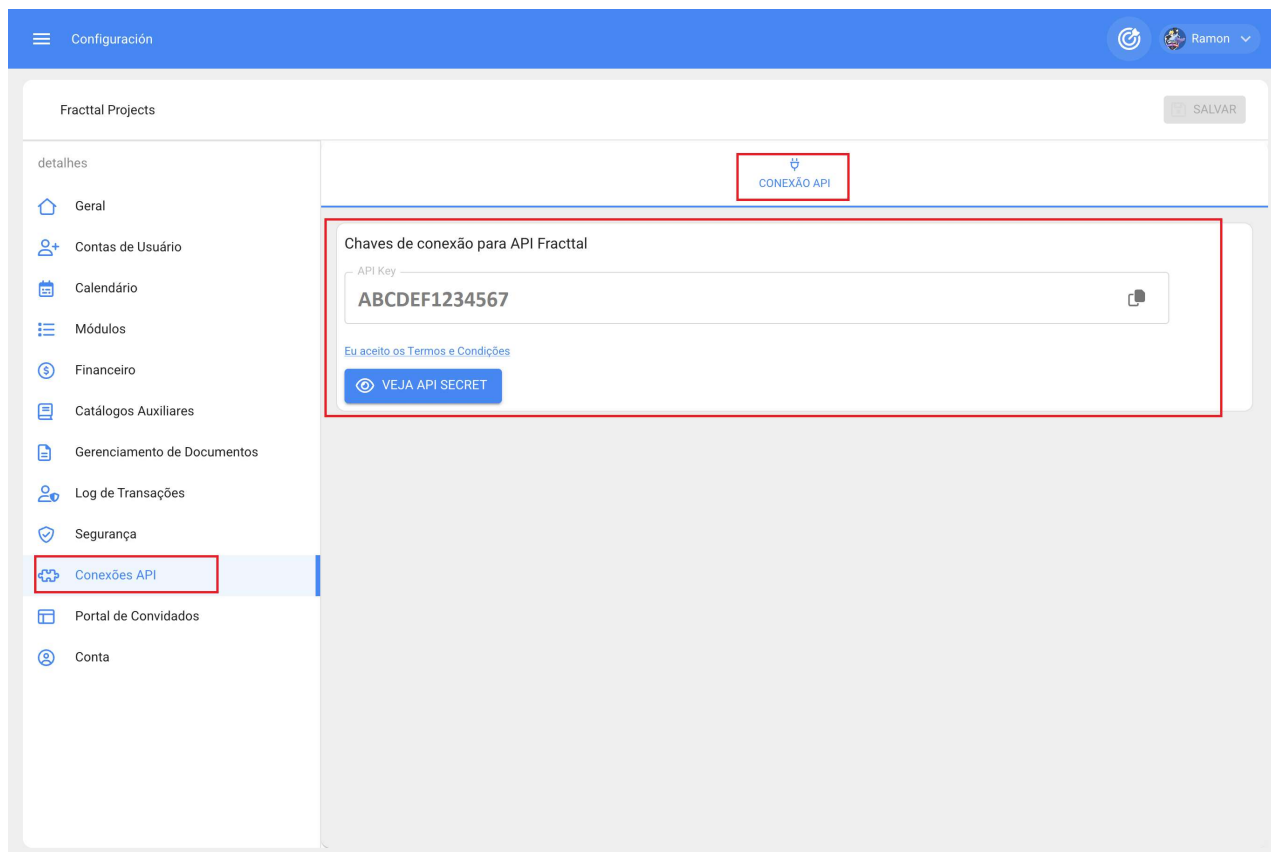 Configuración
Ramon
Fracttal Projects
SALVAR
detalhes
Geral
Contas de Usuário
Calendário
Módulos
Financeiro
Catálogos Auxiliares
Gerenciamento de Documentos
Log de Transações
Segurança
Conexões API
Portal de Convidados
Conta
CONEXÃO API
Chaves de conexão para API Fracttal
API Key
ABCDEF1234567
Eu aceito os Termos e Condições
VEJA API SECRET